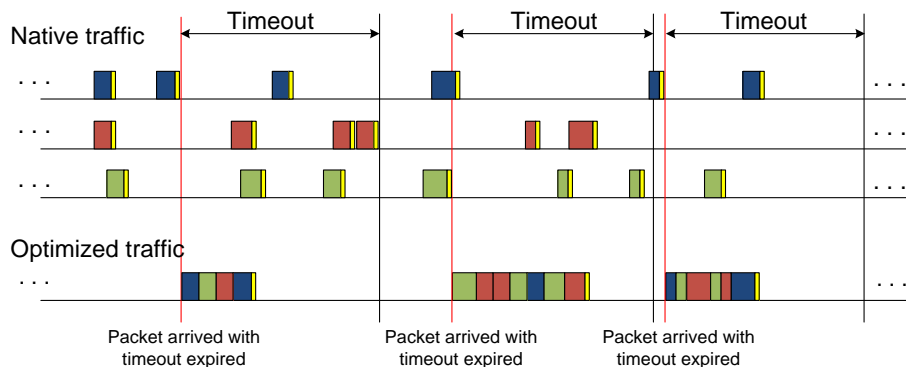 Timeout Timeout Timeout
Native traffic
. . . . . .
. . . . . .
. . . . . .
Optimized traffic
. . . . . .
Packet arrived with Packet arrived with Packet arrived with
timeout expired timeout expired timeout expired